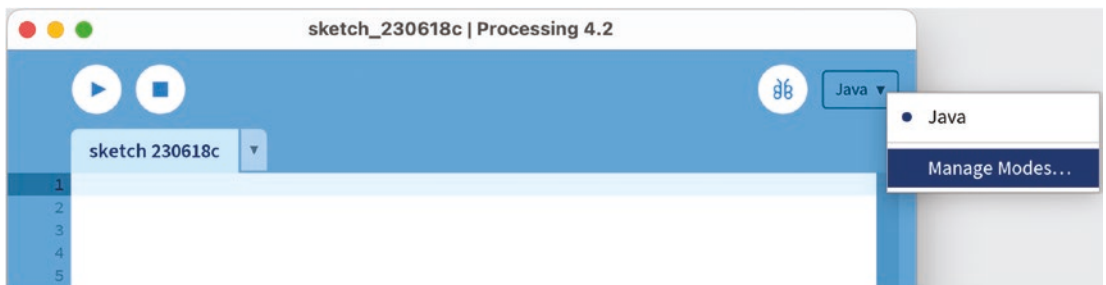 sketch_230618c | Processing 4.2
Java ▼
Java
Manage Modes...
sketch 230618c ▼
1
2
3
4
5